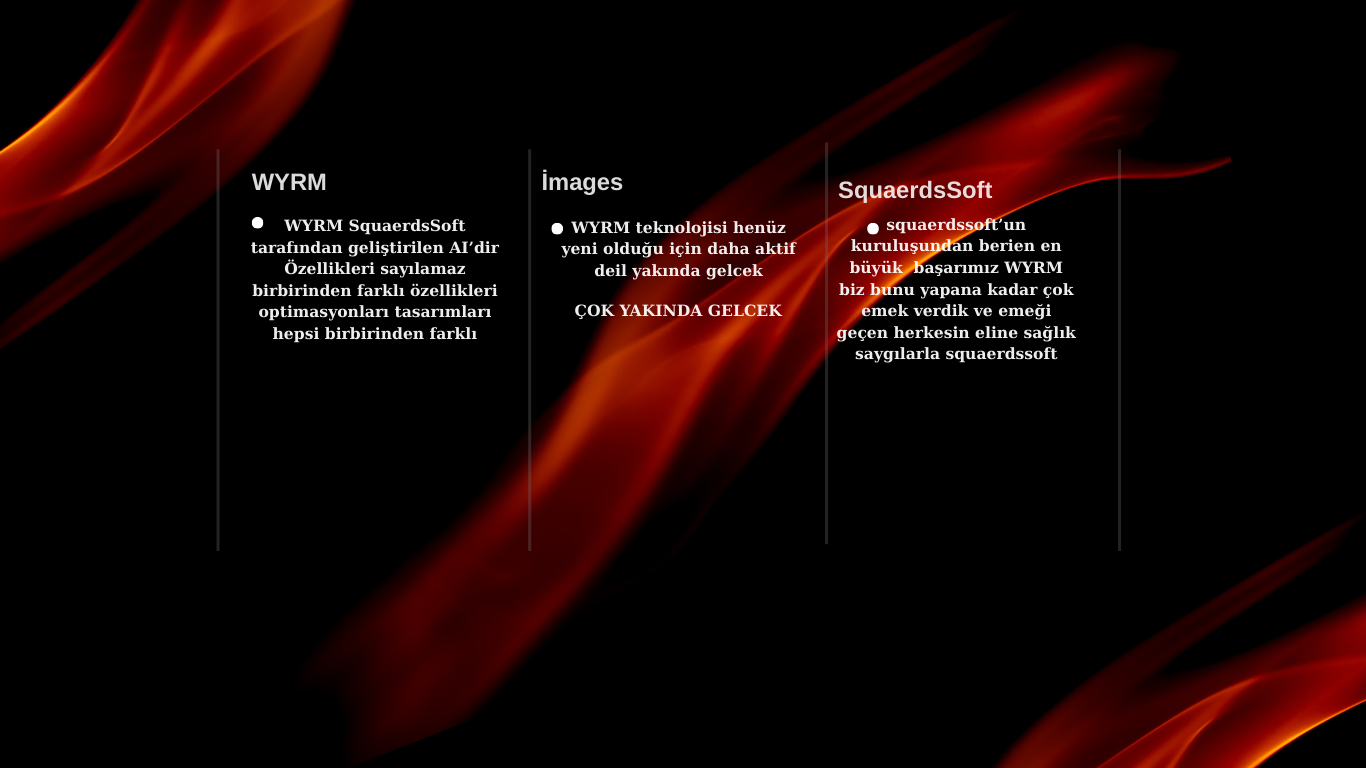 WYRM
WYRM SquaerdsSoft
tarafından geliştirilen AI’dir
Özellikleri sayılamaz
birbirinden farklı özellikleri
optimasyonları tasarımları
hepsi birbirinden farklı
İmages
WYRM teknolojisi henüz
yeni olduğu için daha aktif
deil yakında gelcek
ÇOK YAKINDA GELCEK
SquaerdsSoft
squaerdssoft’un
kuruluşundan berien en
büyük  başarımız WYRM
biz bunu yapana kadar çok
emek verdik ve emeği
geçen herkesin eline sağlık
saygılarla squaerdssoft